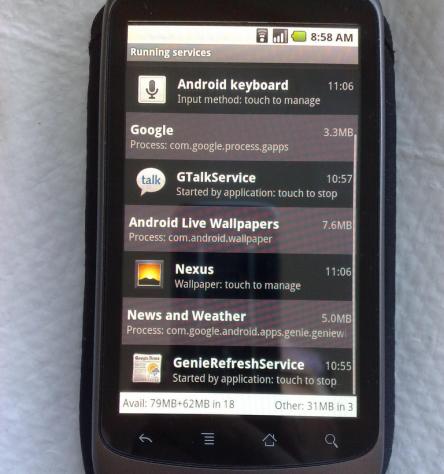 8:58 AM
Running services
Android keyboard 11:06
Input method: touch to manage
Google 3.3MB
Process: com.google.process.gapps
talk
GTalkService 10:57
Started by application: touch to stop
Android Live Wallpapers 7.6MB
Process: com.android.wallpaper
Nexus 11:06
Wallpaper: touch to manage
News and Weather 5.0MB
Process: com.google.android.apps.genie.geniew
Google News
GenieRefreshService 10:55
Started by application: touch to stop
Avail: 79MB+62MB in 18 Other: 31MB in 3